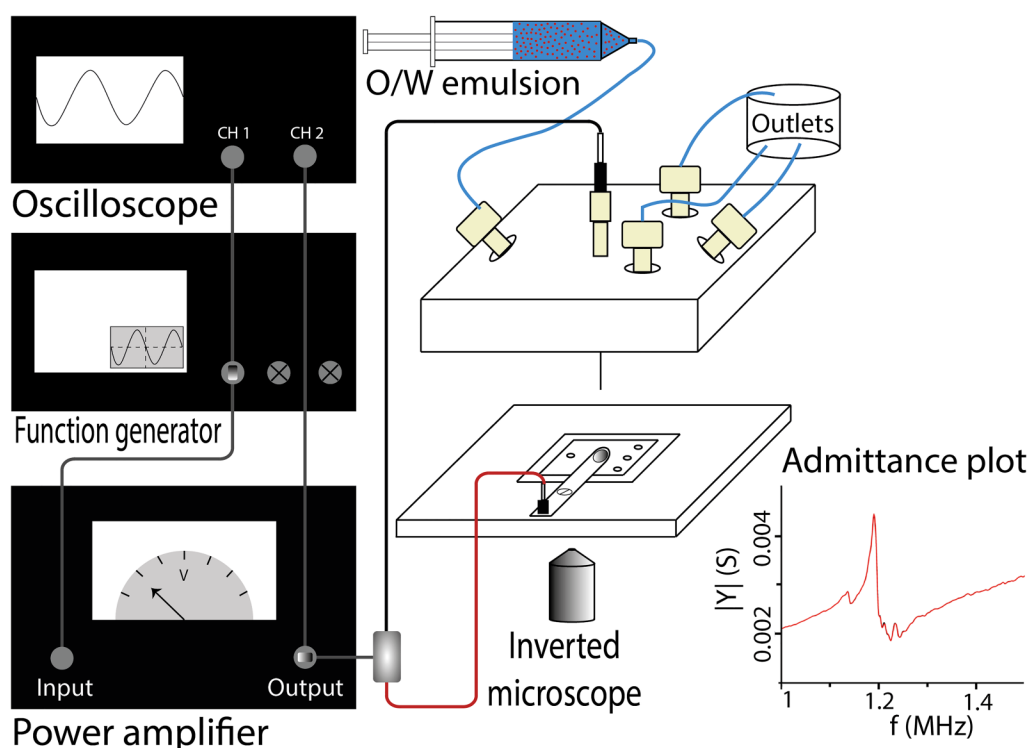 O/W emulsion
Outlets
CH 1
CH 2
Oscilloscope
Function generator
V
Input
Output
Power amplifier
Inverted
microscope
Admittance plot
|Y| (S)
0.004
0.002
1
1.2
1.4
f (MHz)